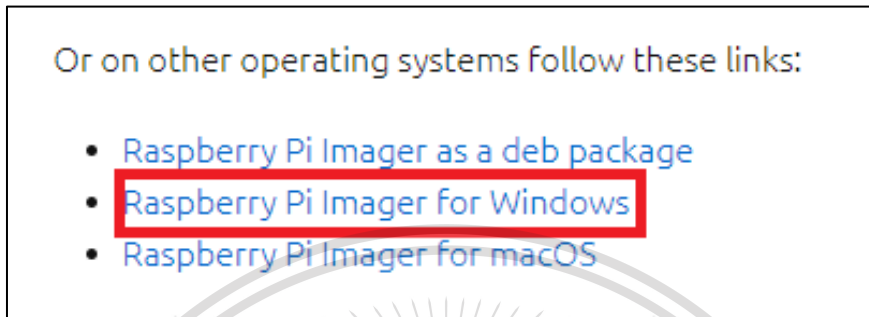 Or on other operating systems follow these links:
• Raspberry Pi Imager as a deb package
• Raspberry Pi Imager for Windows
• Raspberry Pi Imager for macOS